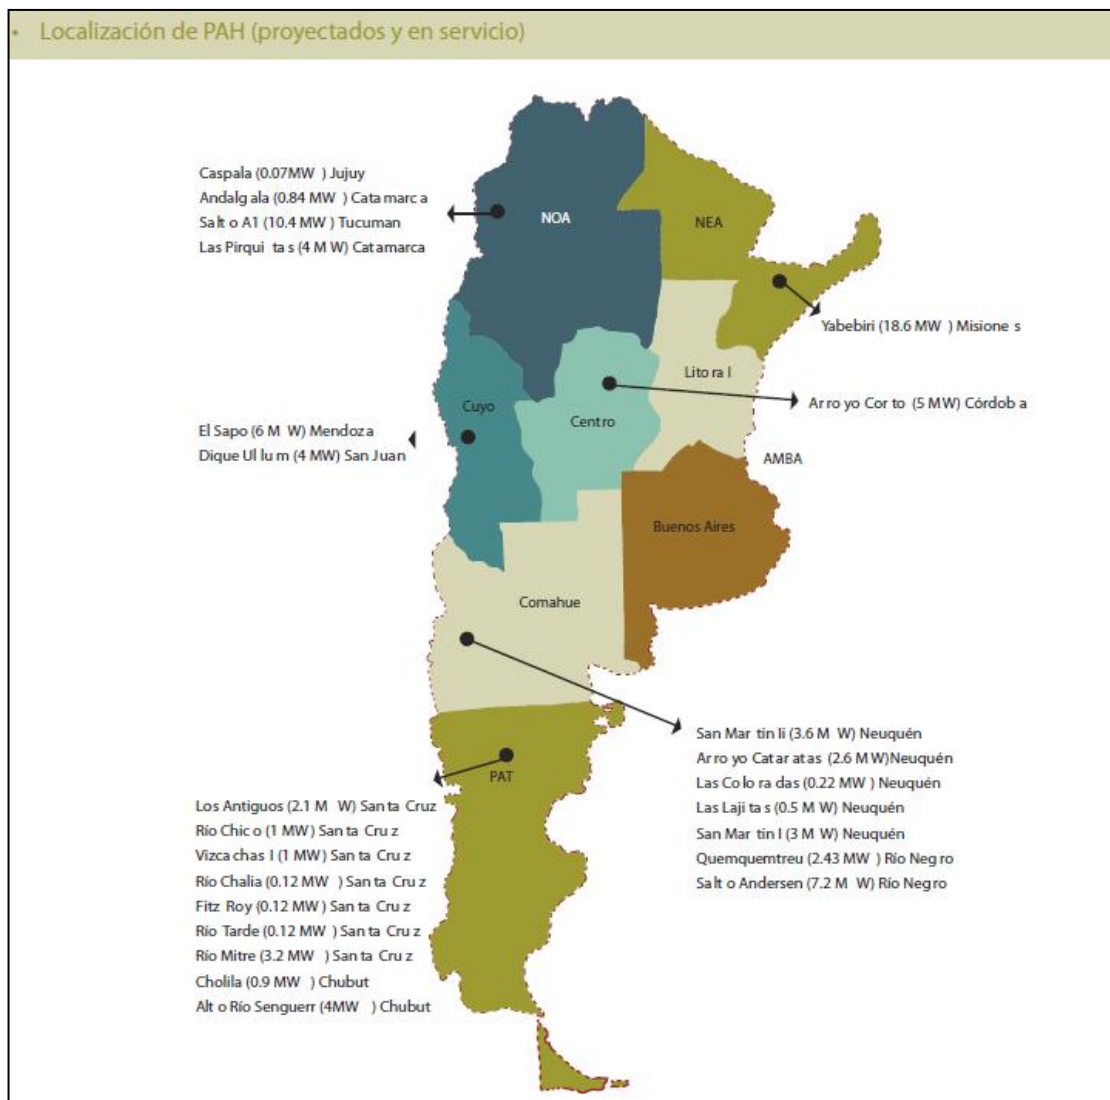 • Localización de PAH (proyectados y en servicio)
Caspala (0.07MW ) Jujuy
Andalgala (0.84 MW ) Catamarca
Salto A1 (10.4 MW ) Tucuman
Las Pirquitas (4 MW) Catamarca
NOA
NEA
Yabebiri (18.6 MW ) Misiones
Litoral
Arroyo Corto (5 MW) Córdoba
Cuyo
Centro
El Sapo (6 MW) Mendoza
Dique Ullum (4 MW) San Juan
AMBA
Buenos Aires
Comahue
San Martin Ii (3.6 MW) Neuquén
Arroyo Cataratas (2.6 MW)Neuquén
Las Coloradas (0.22 MW ) Neuquén
Las Lajitas (0.5 MW) Neuquén
San Martin I (3 MW) Neuquén
Quemquemtreu (2.43 MW ) Río Negro
Salto Andersen (7.2 MW) Río Negro
PAT
Los Antiguos (2.1 MW) Santa Cruz
Río Chico (1 MW) Santa Cruz
Vizcachas I (1 MW) Santa Cruz
Río Chalia (0.12 MW ) Santa Cruz
Fitz Roy (0.12 MW) Santa Cruz
Río Tarde (0.12 MW) Santa Cruz
Río Mitre (3.2 MW ) Santa Cruz
Cholila (0.9 MW ) Chubut
Alto Río Senguerr (4MW ) Chubut